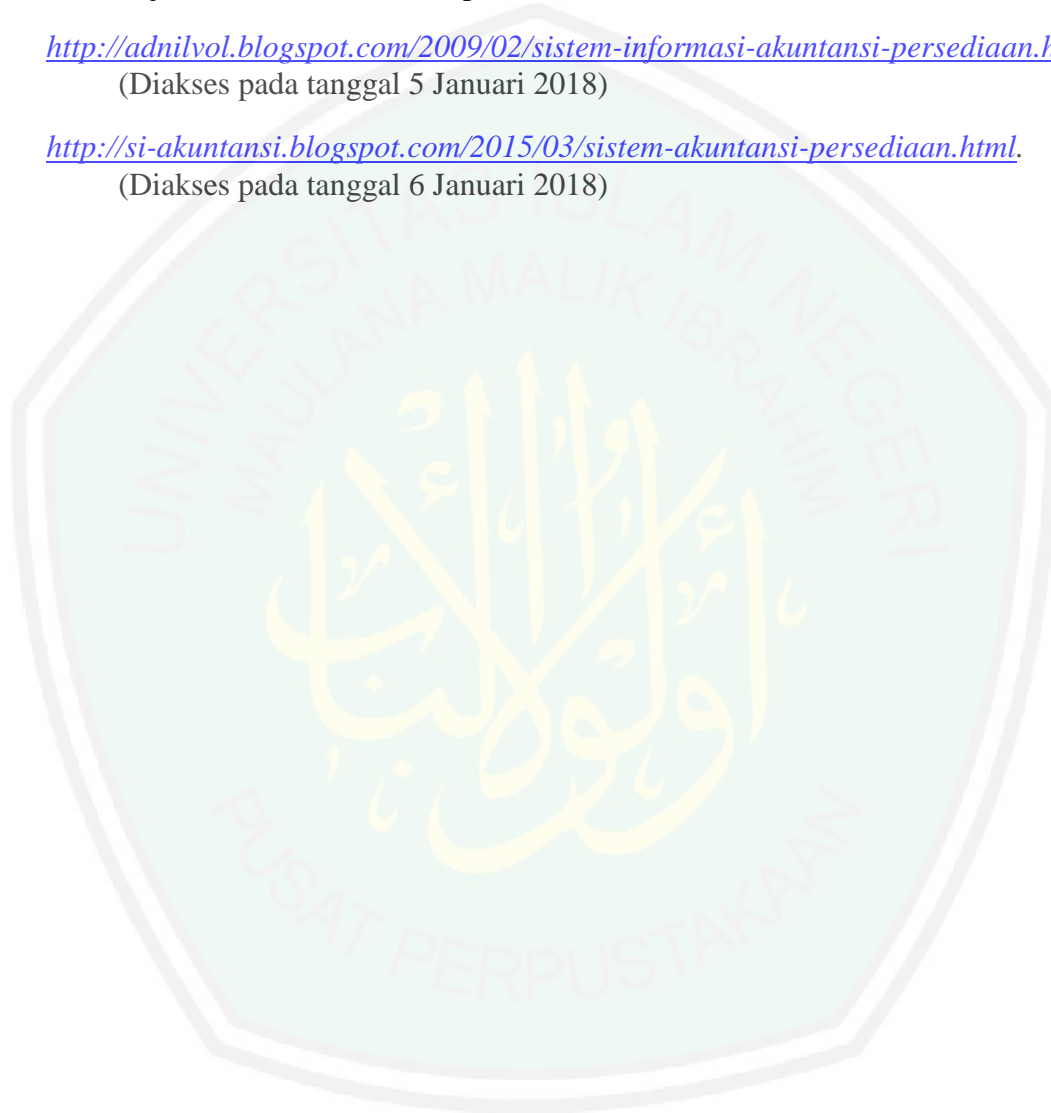 http://adnilvol.blogspot.com/2009/02/sistem-informasi-akuntansi-persediaan.h
(Diakses pada tanggal 5 Januari 2018)
http://si-akuntansi.blogspot.com/2015/03/sistem-akuntansi-persediaan.html.
(Diakses pada tanggal 6 Januari 2018)
UNIVERSITAS ISLAM NEGERI
MAULANA MALIK IBRAHIM
PUSAT PERPUSTAKAAN